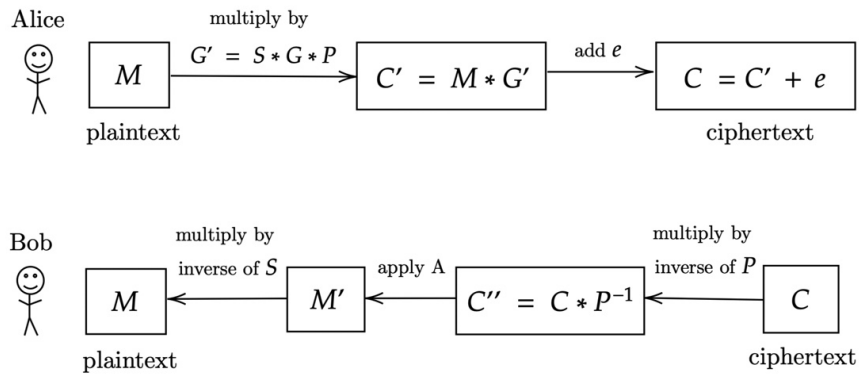 Alice
multiply by
G′ = S ∗ G ∗ P
add e
M
C′ = M ∗ G′
C = C′ + e
plaintext
ciphertext
Bob
multiply by
inverse of S
apply A
multiply by
inverse of P
M
M′
C′′ = C ∗ P⁻¹
C
plaintext
ciphertext